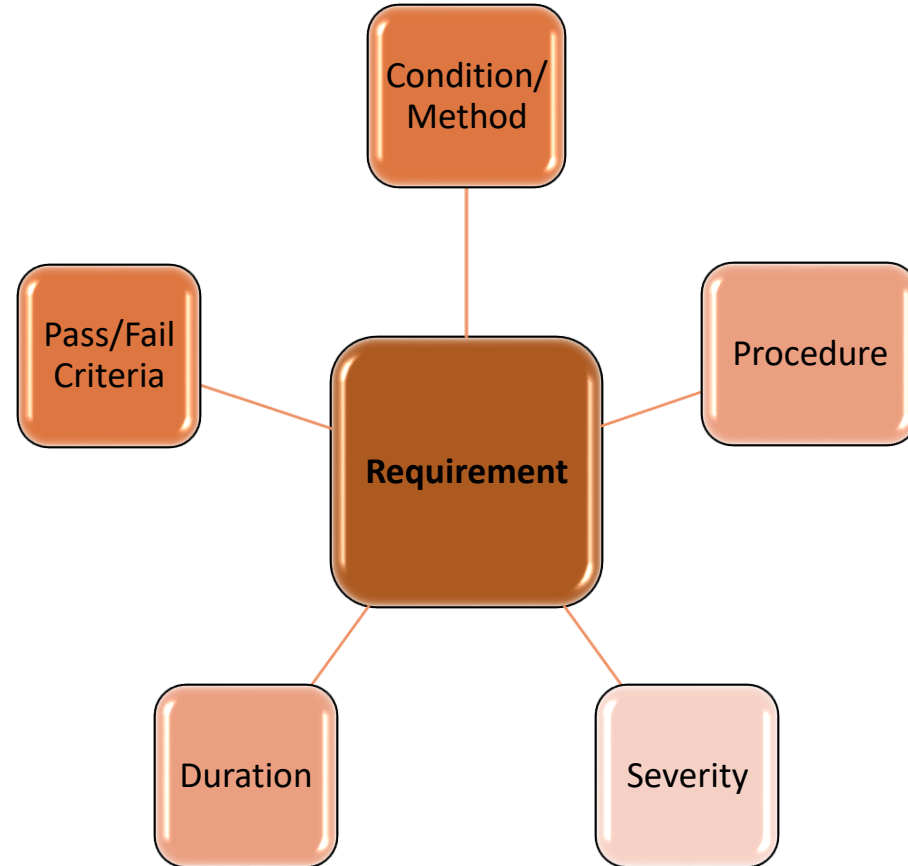 Condition/
Method
Procedure
Severity
Duration
Pass/Fail
Criteria
Requirement